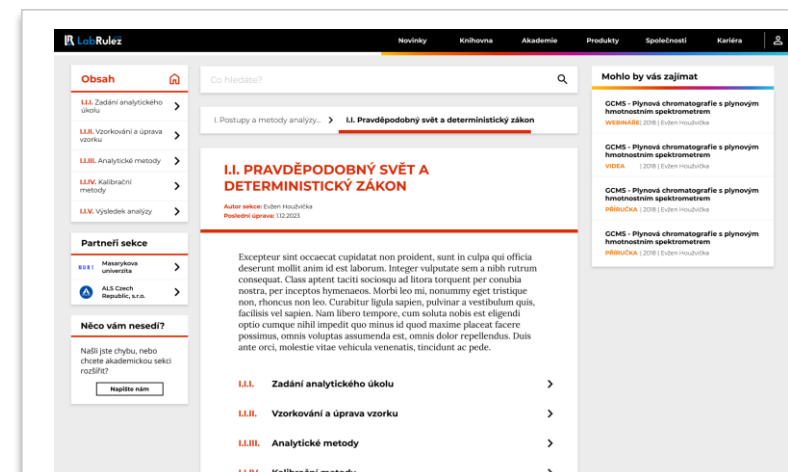 LabRulez
Novinky Knihovna Akademie Produkty Společnosti Kariéra
Obsah
I.I.I. Zadání analytického
úkolu
I.I.II. Vzorkování a úprava
vzorku
I.I.III. Analytické metody
I.I.IV. Kalibrační
metody
I.I.V. Výsledek analýzy
Partneři sekce
MUNI Masarykova
univerzita
ALS Czech
Republic, s.r.o.
Něco vám nesedí?
Našli jste chybu, nebo
chcete akademickou sekci
rozšířit?
Napište nám
Co hledáte?
I. Postupy a metody analýzy... I.I. Pravděpodobný svět a deterministický zákon
I.I. PRAVDĚPODOBNÝ SVĚT A
DETERMINISTICKÝ ZÁKON
Autor sekce: Evžen Houžvička
Poslední úprava: 1.12.2023
Excepteur sint occaecat cupidatat non proident, sunt in culpa qui officia
deserunt mollit anim id est laborum. Integer vulputate sem a nibh rutrum
consequat. Class aptent taciti sociosqu ad litora torquent per conubia
nostra, per inceptos hymenaeos. Morbi leo mi, nonummy eget tristique
non, rhoncus non leo. Curabitur ligula sapien, pulvinar a vestibulum quis,
facilisis vel sapien. Nam libero tempore, cum soluta nobis est eligendi
optio cumque nihil impedit quo minus id quod maxime placeat facere
possimus, omnis voluptas assumenda est, omnis dolor repellendus. Duis
ante orci, molestie vitae vehicula venenatis, tincidunt ac pede.
I.I.I. Zadání analytického úkolu
I.I.II. Vzorkování a úprava vzorku
I.I.III. Analytické metody
I.I.IV. Kalibrační metody
Mohlo by vás zajímat
GCMS - Plynová chromatografie s plynovým
hmotnostním spektrometrem
WEBINÁŘE | 2018 | Evžen Houžvička
GCMS - Plynová chromatografie s plynovým
hmotnostním spektrometrem
VIDEA | 2018 | Evžen Houžvička
GCMS - Plynová chromatografie s plynovým
hmotnostním spektrometrem
PŘÍRUČKA | 2018 | Evžen Houžvička
GCMS - Plynová chromatografie s plynovým
hmotnostním spektrometrem
PŘÍRUČKA | 2018 | Evžen Houžvička